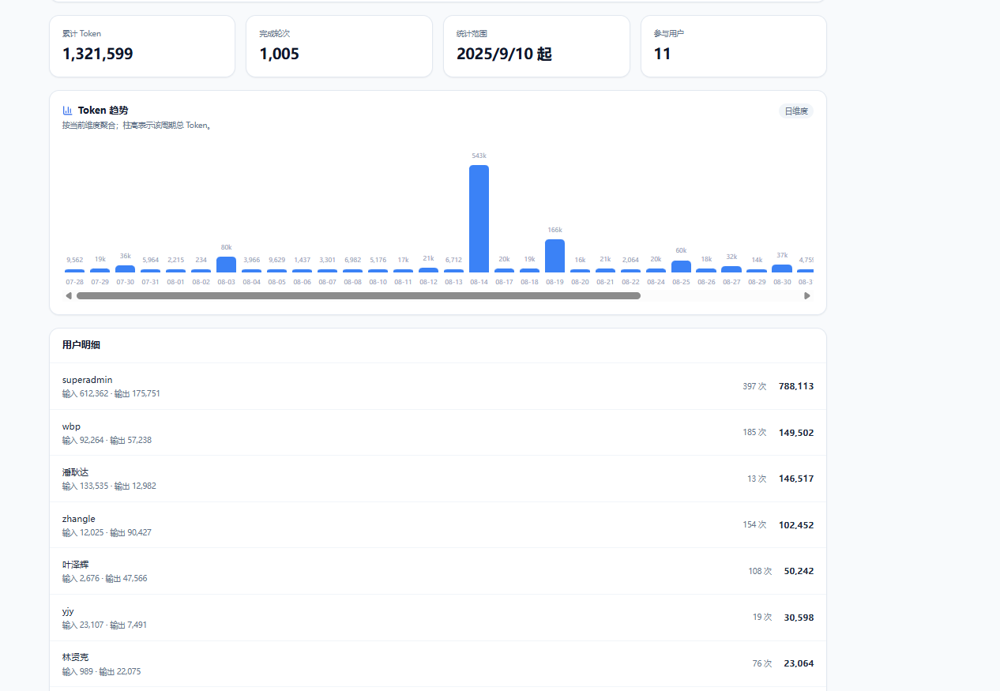 累计 Token
1,321,599
完成轮次
1,005
统计范围
2025/9/10 起
参与用户
11
Token 趋势
日维度
按当前维度聚合；柱高表示该周期总 Token。
543k
166k
80k
60k
9,562 19k 36k 5,964 2,215 234 3,966 9,629 1,437 3,301 6,982 5,176 17k 21k 6,712 20k 19k 16k 21k 2,064 20k 18k 32k 14k 37k 4,755
07-28 07-29 07-30 07-31 08-01 08-02 08-03 08-04 08-05 08-06 08-07 08-08 08-10 08-11 08-12 08-13 08-14 08-17 08-18 08-19 08-20 08-21 08-22 08-24 08-25 08-26 08-27 08-29 08-30 08-3
用户明细
superadmin
输入 612,362 · 输出 175,751
397 次 788,113
wbp
输入 92,264 · 输出 57,238
185 次 149,502
潘耿达
输入 133,535 · 输出 12,982
13 次 146,517
zhangle
输入 12,025 · 输出 90,427
154 次 102,452
叶泽辉
输入 2,676 · 输出 47,566
108 次 50,242
yjy
输入 23,107 · 输出 7,491
19 次 30,598
林贤克
输入 989 · 输出 22,075
76 次 23,064